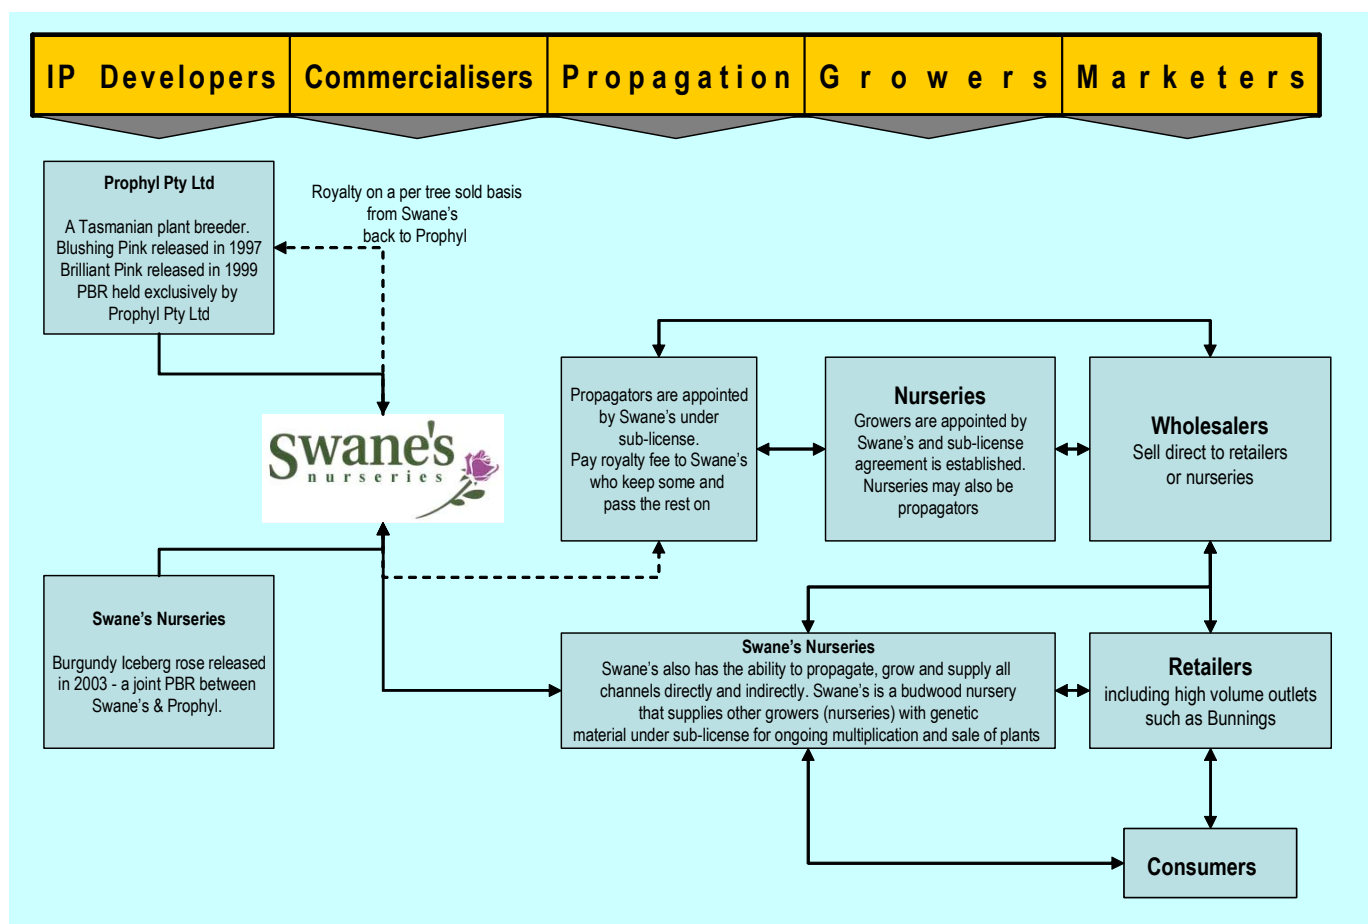 IP Developers
Commercialisers
Propagation
Growers
Marketers
Prophyl Pty Ltd
A Tasmanian plant breeder.
Blushing Pink released in 1997
Brilliant Pink released in 1999
PBR held exclusively by
Prophyl Pty Ltd
Royalty on a per tree sold basis
from Swane's
back to Prophyl
Swane's
nurseries
Propagators are appointed
by Swane's under
sub-license.
Pay royalty fee to Swane's
who keep some and
pass the rest on
Nurseries
Growers are appointed by
Swane's and sub-license
agreement is established.
Nurseries may also be
propagators
Wholesalers
Sell direct to retailers
or nurseries
Swane's Nurseries
Burgundy Iceberg rose released
in 2003 - a joint PBR between
Swane's & Prophyl.
Swane's Nurseries
Swane's also has the ability to propagate, grow and supply all
channels directly and indirectly. Swane's is a budwood nursery
that supplies other growers (nurseries) with genetic
material under sub-license for ongoing multiplication and sale of plants
Retailers
including high volume outlets
such as Bunnings
Consumers